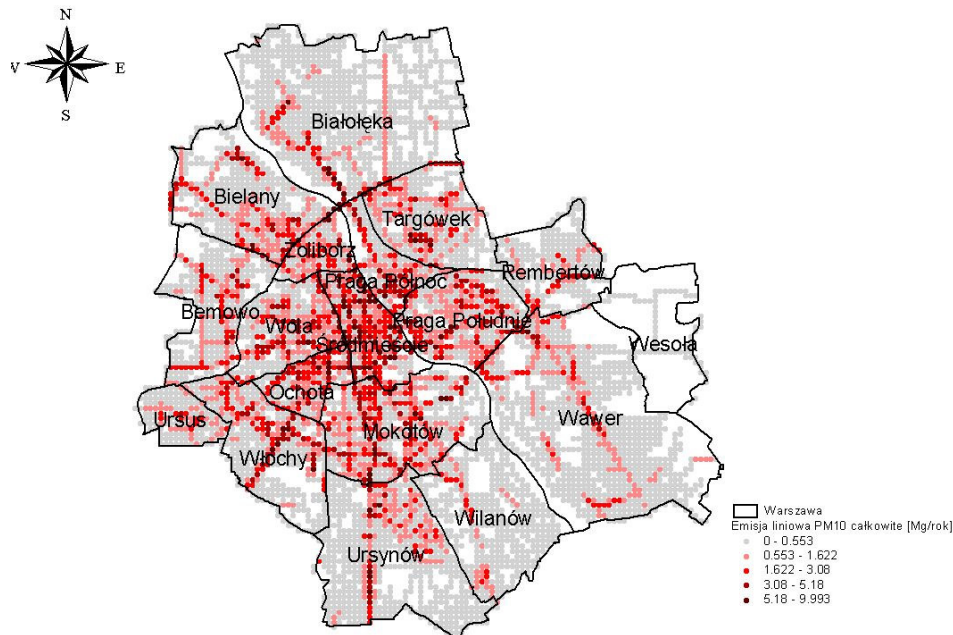 N
V E
S
Białołęka
Bielany
Targówek
Żoliborz
Rembertów
Praga Północ
Bemowo
Wola
Praga Południe
Śródmieście
Wesoła
Ochota
Ursus
Mokotów
Wawer
Włochy
Wilanów
Ursynów
Warszawa
Emisja liniowa PM10 całkowite [Mg/rok]
0 - 0.553
0.553 - 1.622
1.622 - 3.08
3.08 - 5.18
5.18 - 9.993